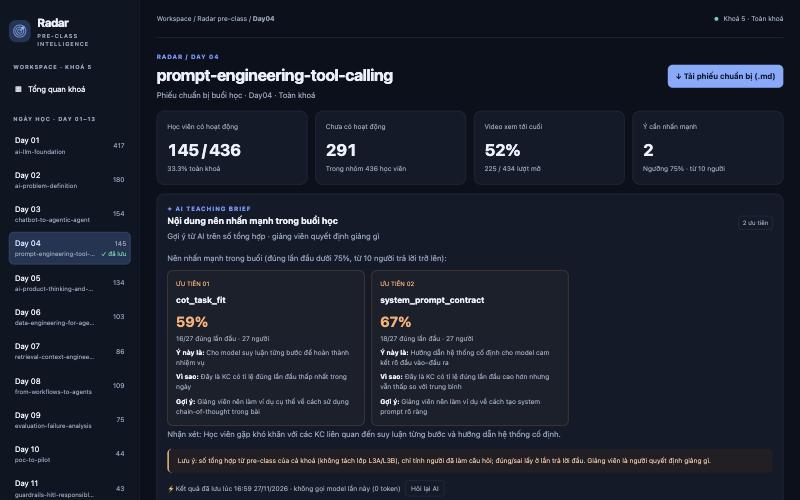 Radar
PRE-CLASS
INTELLIGENCE
WORKSPACE · KHOÁ 5
Tổng quan khoá
NGÀY HỌC · DAY 01–13
Day 01
417
ai-llm-foundation
Day 02
180
ai-problem-definition
Day 03
154
chatbot-to-agentic-agent
Day 04
145
prompt-engineering-tool-...
✓ đã lưu
Day 05
134
ai-product-thinking-and-...
Day 06
103
data-engineering-for-age...
Day 07
86
retrieval-context-enginee...
Day 08
109
from-workflows-to-agents
Day 09
75
evaluation-failure-analysis
Day 10
44
poc-to-pilot
Day 11
43
guardrails-hitl-responsibl...
Workspace / Radar pre-class / Day04
Khoá 5 · Toàn khoá
RADAR / DAY 04
prompt-engineering-tool-calling
Phiếu chuẩn bị buổi học · Day04 · Toàn khoá
↓ Tải phiếu chuẩn bị (.md)
Học viên có hoạt động
145/436
33.3% toàn khoá
Chưa có hoạt động
291
Trong nhóm 436 học viên
Video xem tới cuối
52%
225 / 434 lượt mở
Ý cần nhấn mạnh
2
Ngưỡng 75% · từ 10 người
✦ AI TEACHING BRIEF
Nội dung nên nhấn mạnh trong buổi học
Gợi ý từ AI trên số tổng hợp · giảng viên quyết định giảng gì
2 ưu tiên
Nên nhấn mạnh trong buổi (đúng lần đầu dưới 75%, từ 10 người trả lời trở lên):
ƯU TIÊN 01
cot_task_fit
59%
16/27 đúng lần đầu · 27 người
Ý này là: Cho model suy luận từng bước để hoàn thành
nhiệm vụ
Vì sao: Đây là KC có tỉ lệ đúng lần đầu thấp nhất trong
ngày
Gợi ý: Giảng viên nên làm ví dụ cụ thể về cách sử dụng
chain-of-thought trong bài
ƯU TIÊN 02
system_prompt_contract
67%
18/27 đúng lần đầu · 27 người
Ý này là: Hướng dẫn hệ thống cố định cho model cam
kết rõ đầu vào-đầu ra
Vì sao: Đây là KC có tỉ lệ đúng lần đầu cao hơn nhưng
vẫn thấp so với trung bình
Gợi ý: Giảng viên nên làm ví dụ về cách tạo system
prompt rõ ràng
Nhận xét: Học viên gặp khó khăn với các KC liên quan đến suy luận từng bước và hướng dẫn hệ thống cố định.
Lưu ý: số tổng hợp từ pre-class của cả khoá (không tách lớp L3A/L3B), chỉ tính người đã làm câu hỏi; đúng/sai lấy ở lần trả lời đầu. Giảng viên là người quyết định giảng gì.
⚡Kết quả đã lưu lúc 16:59 27/11/2026 · không gọi model lần này (0 token)
Hỏi lại AI